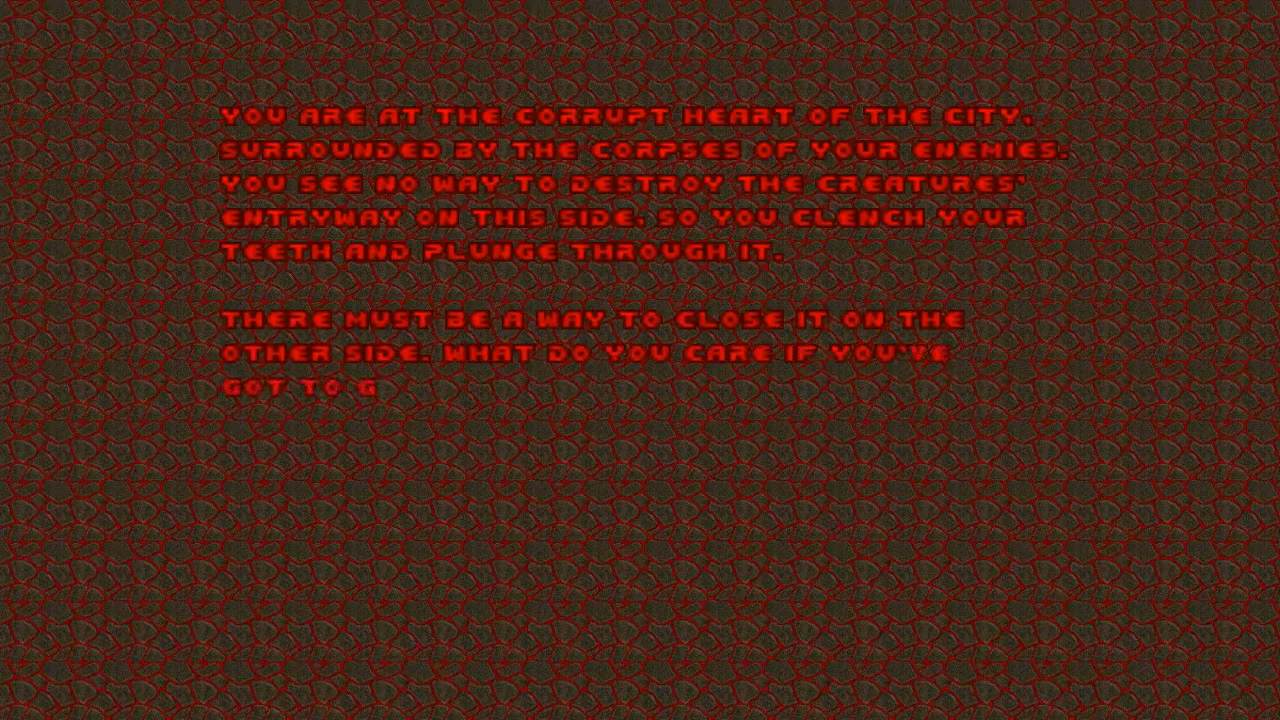 YOU ARE AT THE CORRUPT HEART OF THE CITY,
SURROUNDED BY THE CORPSES OF YOUR ENEMIES.
YOU SEE NO WAY TO DESTROY THE CREATURES'
ENTRYWAY ON THIS SIDE, SO YOU CLENCH YOUR
TEETH AND PLUNGE THROUGH IT.
THERE MUST BE A WAY TO CLOSE IT ON THE
OTHER SIDE. WHAT DO YOU CARE IF YOU'VE
GOT TO G